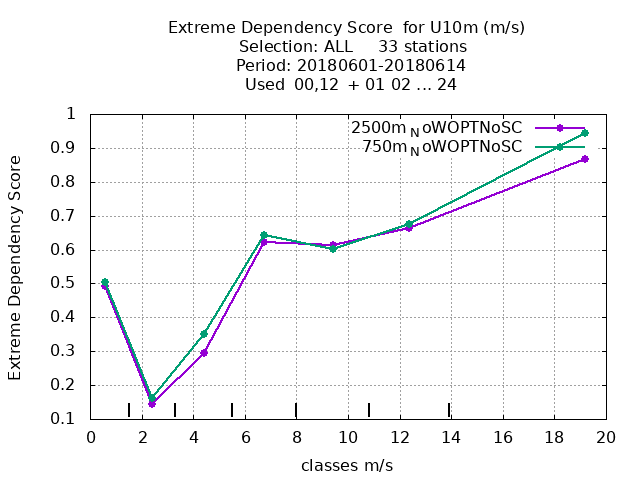 Extreme Dependency Score  for U10m (m/s)
Selection: ALL     33 stations
Period: 20180601-20180614
Used  00,12  + 01 02 ... 24
2500m_NoWOPTNoSC
750m_NoWOPTNoSC
Extreme Dependency Score
1
0.9
0.8
0.7
0.6
0.5
0.4
0.3
0.2
0.1
0 2 4 6 8 10 12 14 16 18 20
classes m/s